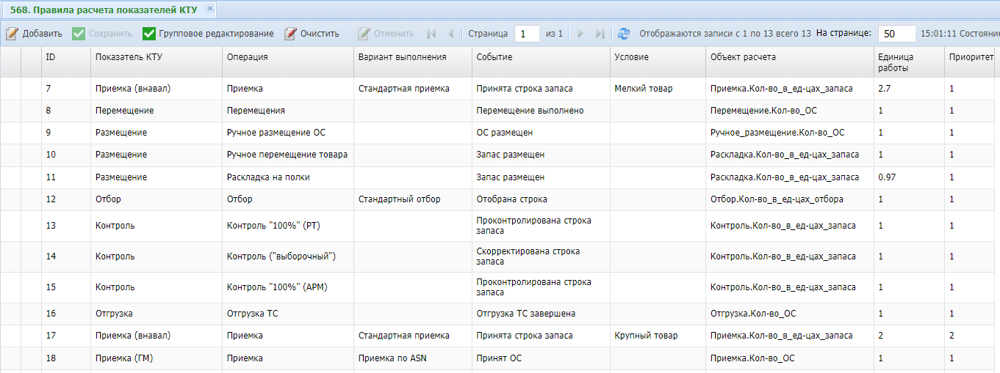 568. Правила расчета показателей КТУ
Добавить Сохранить Групповое редактирование Очистить Отменить Страница 1 из 1 Отображаются записи с 1 по 13 всего 13 На странице: 50 15:01:11 Состояние
ID Показатель КТУ Операция Вариант выполнения Событие Условие Объект расчета Единица работы Приоритет
7 Приемка (внавал) Приемка Стандартная приемка Принята строка запаса Мелкий товар Приемка.Кол-во_в_ед-цах_запаса 2.7 1
8 Перемещение Перемещения Перемещение выполнено Перемещение.Кол-во_ОС 1 1
9 Размещение Ручное размещение ОС ОС размещен Ручное_размещение.Кол-во_ОС 1 1
10 Размещение Ручное перемещение товара Запас размещен Раскладка.Кол-во_в_ед-цах_запаса 1 1
11 Размещение Раскладка на полки Запас размещен Раскладка.Кол-во_в_ед-цах_запаса 0.97 1
12 Отбор Отбор Стандартный отбор Отобрана строка Отбор.Кол-во_в_ед-цах_отбора 1 1
13 Контроль Контроль "100%" (РТ) Проконтролирована строка запаса Контроль.Кол-во_в_ед-цах_запаса 1 1
14 Контроль Контроль ("выборочный") Скорректирована строка запаса Контроль.Кол-во_в_ед-цах_запаса 1 1
15 Контроль Контроль "100%" (АРМ) Проконтролирована строка запаса Контроль.Кол-во_в_ед-цах_запаса 1 1
16 Отгрузка Отгрузка ТС Отгрузка ТС завершена Отгрузка.Кол-во_ОС 1 1
17 Приемка (внавал) Приемка Стандартная приемка Принята строка запаса Крупный товар Приемка.Кол-во_в_ед-цах_запаса 2 2
18 Приемка (ГМ) Приемка Приемка по ASN Принят ОС Приемка.Кол-во_ОС 1 1